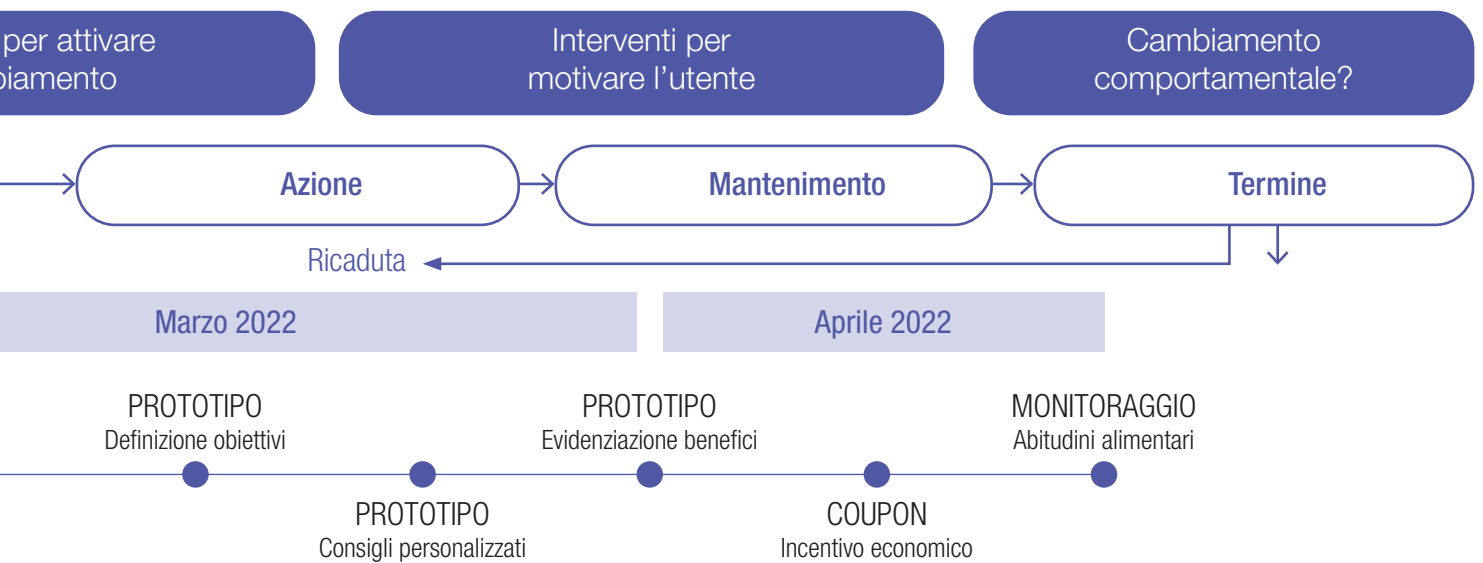 per attivare
biamento
Interventi per
motivare l'utente
Cambiamento
comportamentale?
Azione
Mantenimento
Termine
Ricaduta
Marzo 2022
Aprile 2022
PROTOTIPO
Definizione obiettivi
PROTOTIPO
Evidenziazione benefici
MONITORAGGIO
Abitudini alimentari
PROTOTIPO
Consigli personalizzati
COUPON
Incentivo economico